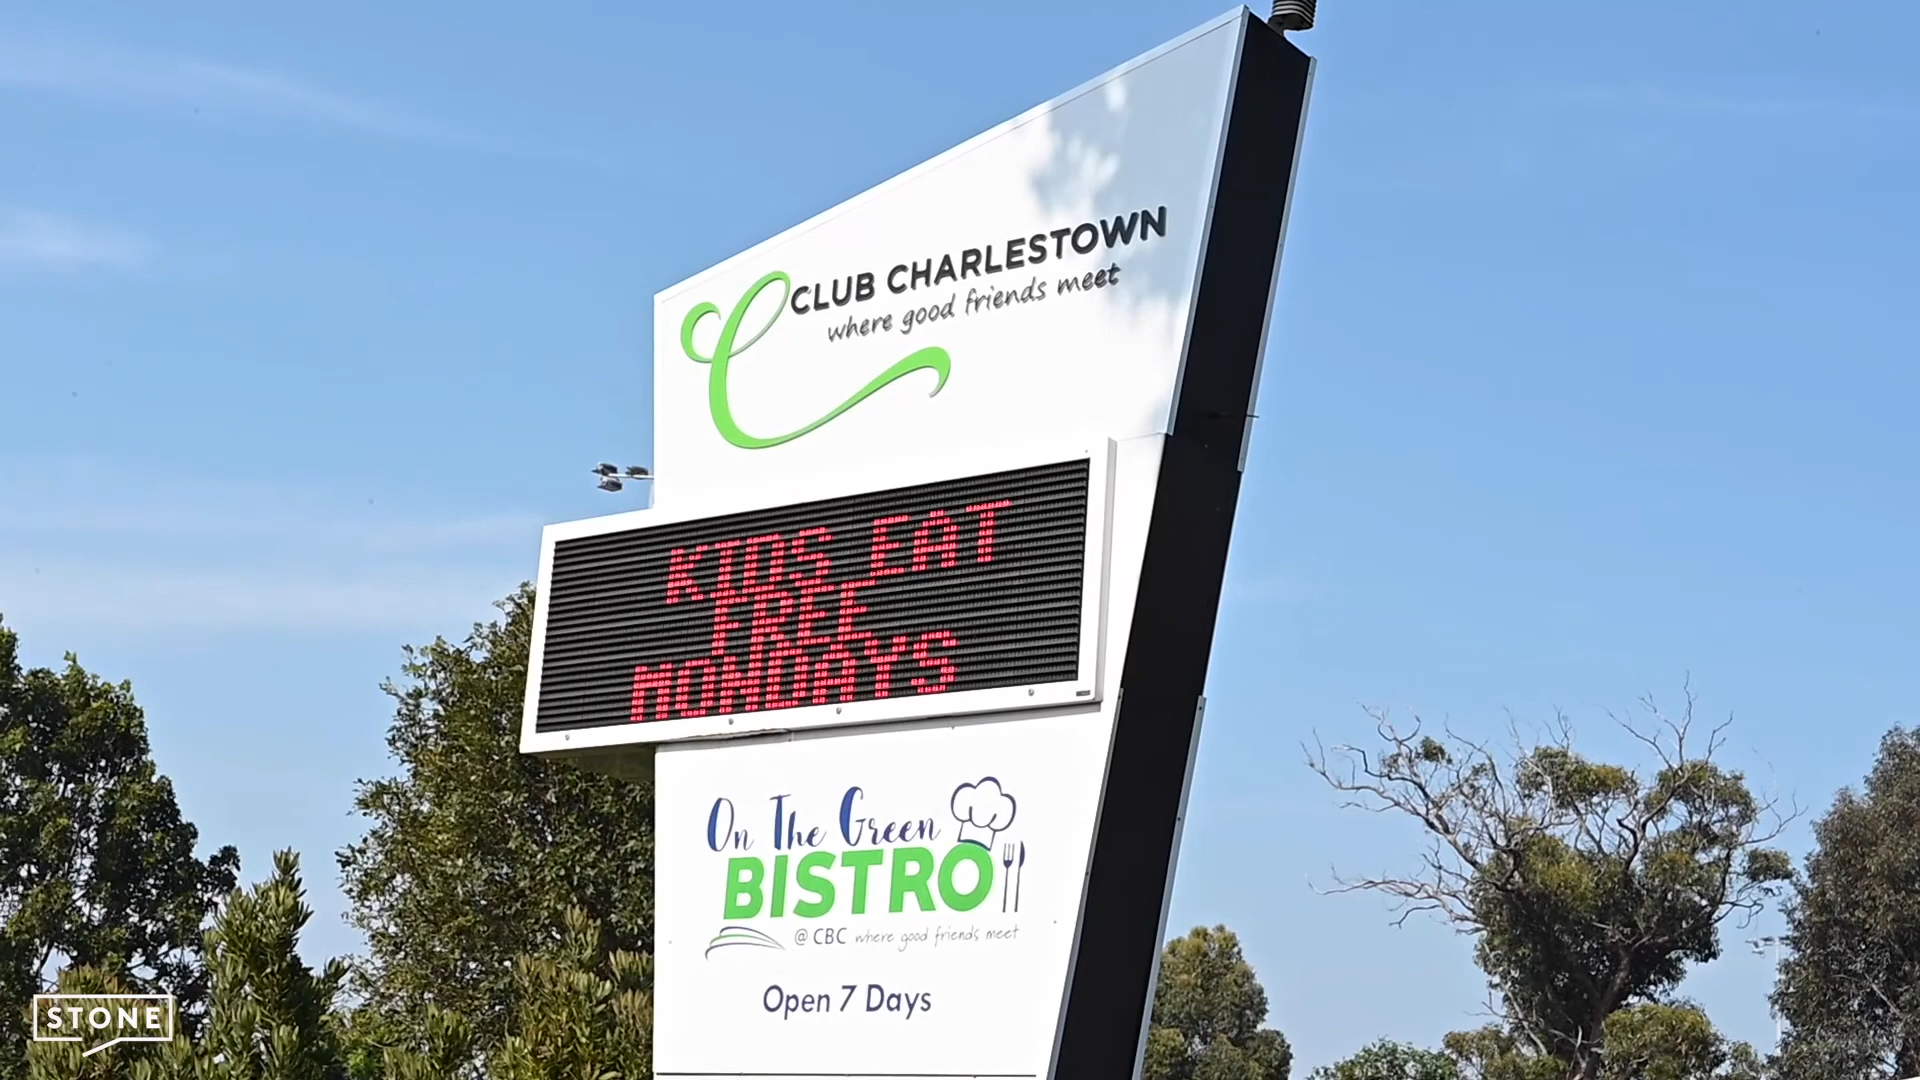 CLUB CHARLESTOWN
where good friends meet
KIDS EAT
FREE
MONDAYS
On The Green
BISTRO
@ CBC where good friends meet
Open 7 Days
STONE